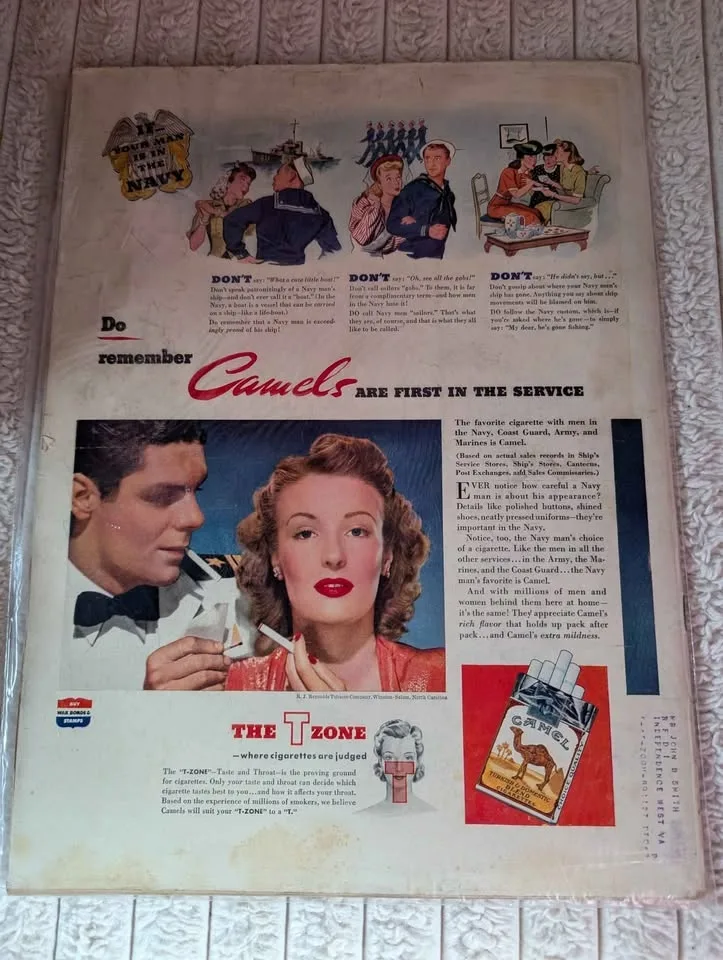 IF—
YOUR MAN
IS IN
THE
NAVY
DON'T say: "What a cute little boat!"
Don't speak patronizingly of a Navy man's
ship—and don't ever call it a "boat." (In the
Navy, a boat is a vessel that can be carried
on a ship—like a lifeboat.)
Do remember that a Navy man is exceed-
ingly proud of his ship!
DON'T say: "Oh, see all the gobs!"
Don't call sailors "gobs." To them, it is far
from a complimentary term—and how men
in the Navy hate it!
DO call Navy men "sailors." That's what
they are, of course, and that is what they all
like to be called.
DON'T say: "He didn't say, but..."
Don't gossip about where your Navy man's
ship has gone. Anything you say about ship
movements will be blamed on him.
DO follow the Navy custom, which is—if
you're asked where he's gone—to simply
say: "My dear, he's gone fishing."
Do
remember
Camels ARE FIRST IN THE SERVICE
The favorite cigarette with men in
the Navy, Coast Guard, Army, and
Marines is Camel.
(Based on actual sales records in Ship's
Service Stores, Ship's Stores, Canteens,
Post Exchanges, and Sales Commissaries.)
EVER notice how careful a Navy
man is about his appearance?
Details like polished buttons, shined
shoes, neatly pressed uniforms—they're
important in the Navy.
Notice, too, the Navy man's choice
of a cigarette. Like the men in all the
other services...in the Army, the Ma-
rines, and the Coast Guard...the Navy
man's favorite is Camel.
And with millions of men and
women behind them here at home—
it's the same! They appreciate Camel's
rich flavor that holds up pack after
pack...and Camel's extra mildness.
R. J. Reynolds Tobacco Company, Winston-Salem, North Carolina
BUY
WAR BONDS &
STAMPS
THE T ZONE
—where cigarettes are judged
The "T-ZONE"—Taste and Throat—is the proving ground
for cigarettes. Only your taste and throat can decide which
cigarette tastes best to you...and how it affects your throat.
Based on the experience of millions of smokers, we believe
Camels will suit your "T-ZONE" to a "T."
CAMEL
TURKISH & DOMESTIC
BLEND
CIGARETTES
CHOICE QUALITY
MR JOHN B SMITH
R F D 1
INDEPENDENCE WEST VA